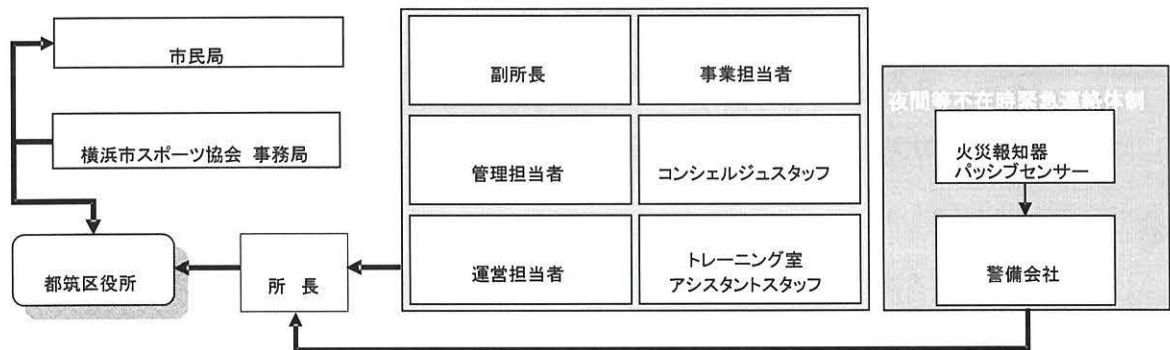 市民局
横浜市スポーツ協会 事務局
都筑区役所
所 長
副所長
事業担当者
管理担当者
コンシェルジュスタッフ
運営担当者
トレーニング室
アシスタントスタッフ
夜間等不在時緊急連絡体制
火災報知器
パッシブセンサー
警備会社